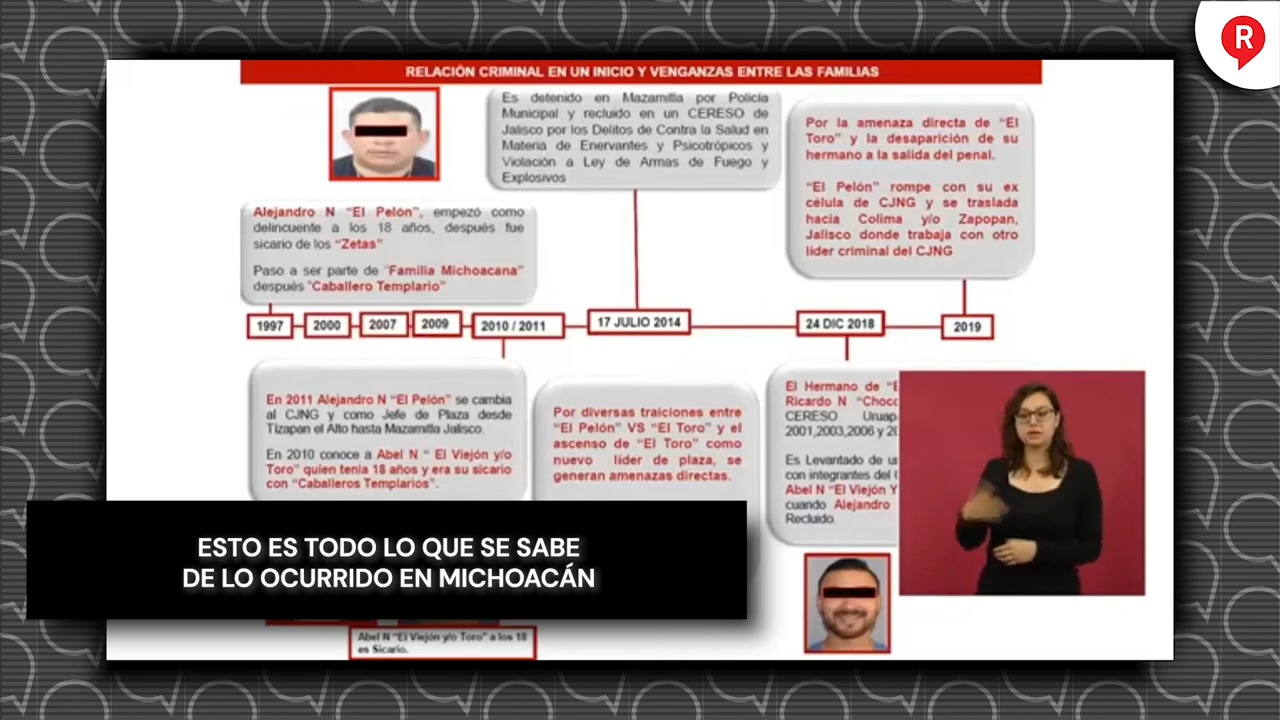 R
RELACIÓN CRIMINAL EN UN INICIO Y VENGANZAS ENTRE LAS FAMILIAS
Es detenido en Mazamitla por Policía
Municipal y recluido en un CERESO de
Jalisco por los Delitos de Contra la Salud en
Materia de Enervantes y Psicotrópicos y
Violación a Ley de Armas de Fuego y
Explosivos
Por la amenaza directa de "El
Toro" y la desaparición de su
hermano a la salida del penal.
"El Pelón" rompe con su ex
célula de CJNG y se traslada
hacia Colima y/o Zapopan,
Jalisco donde trabaja con otro
líder criminal del CJNG
Alejandro N "El Pelón", empezó como
delincuente a los 18 años, después fue
sicario de los "Zetas"
Paso a ser parte de "Familia Michoacana"
después "Caballero Templario"
1997
2000
2007
2009
2010 / 2011
17 JULIO 2014
24 DIC 2018
2019
En 2011 Alejandro N "El Pelón" se cambia
al CJNG y como Jefe de Plaza desde
Tizapan el Alto hasta Mazamitla Jalisco.
En 2010 conoce a Abel N " El Viejón y/o
Toro" quien tenia 18 años y era su sicario
con "Caballeros Templarios".
Por diversas traiciones entre
"El Pelón" VS "El Toro" y el
ascenso de "El Toro" como
nuevo líder de plaza, se
generan amenazas directas.
El Hermano de "E
Ricardo N "Choco
CERESO Uruap
2001,2003,2006 y 20
Es Levantado de un
con integrantes del
Abel N "El Viejón Y
cuando Alejandro
Recluido.
ESTO ES TODO LO QUE SE SABE
DE LO OCURRIDO EN MICHOACÁN
Abel N "El Viejón y/o Toro" a los 18
es Sicario.